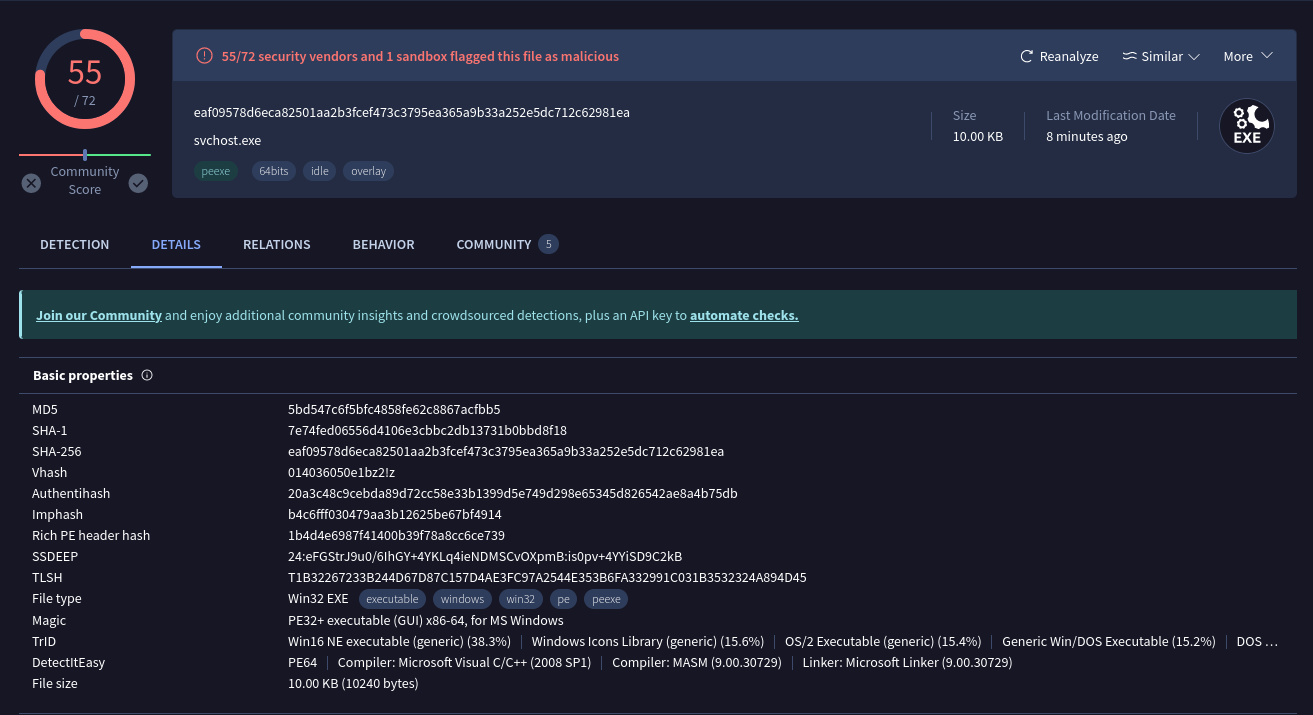 55
/ 72
Community
Score
55/72 security vendors and 1 sandbox flagged this file as malicious
Reanalyze Similar More
eaf09578d6eca82501aa2b3fcef473c3795ea365a9b33a252e5dc712c62981ea
svchost.exe
peexe 64bits idle overlay
Size
10.00 KB
Last Modification Date
8 minutes ago
EXE
DETECTION DETAILS RELATIONS BEHAVIOR COMMUNITY 5
Join our Community and enjoy additional community insights and crowdsourced detections, plus an API key to automate checks.
Basic properties
MD5 5bd547c6f5bfc4858fe62c8867acfbb5
SHA-1 7e74fed06556d4106e3cbbc2db13731b0bbd8f18
SHA-256 eaf09578d6eca82501aa2b3fcef473c3795ea365a9b33a252e5dc712c62981ea
Vhash 014036050e1bz2!z
Authentihash 20a3c48c9cebda89d72cc58e33b1399d5e749d298e65345d826542ae8a4b75db
Imphash b4c6fff030479aa3b12625be67bf4914
Rich PE header hash 1b4d4e6987f41400b39f78a8cc6ce739
SSDEEP 24:eFGStrJ9u0/6IhGY+4YKLq4ieNDMSCvOXpmB:is0pv+4YYiSD9C2kB
TLSH T1B32267233B244D67D87C157D4AE3FC97A2544E353B6FA332991C031B3532324A894D45
File type Win32 EXE executable windows win32 pe peexe
Magic PE32+ executable (GUI) x86-64, for MS Windows
TrID Win16 NE executable (generic) (38.3%) Windows Icons Library (generic) (15.6%) OS/2 Executable (generic) (15.4%) Generic Win/DOS Executable (15.2%) DOS …
DetectItEasy PE64 Compiler: Microsoft Visual C/C++ (2008 SP1) Compiler: MASM (9.00.30729) Linker: Microsoft Linker (9.00.30729)
File size 10.00 KB (10240 bytes)